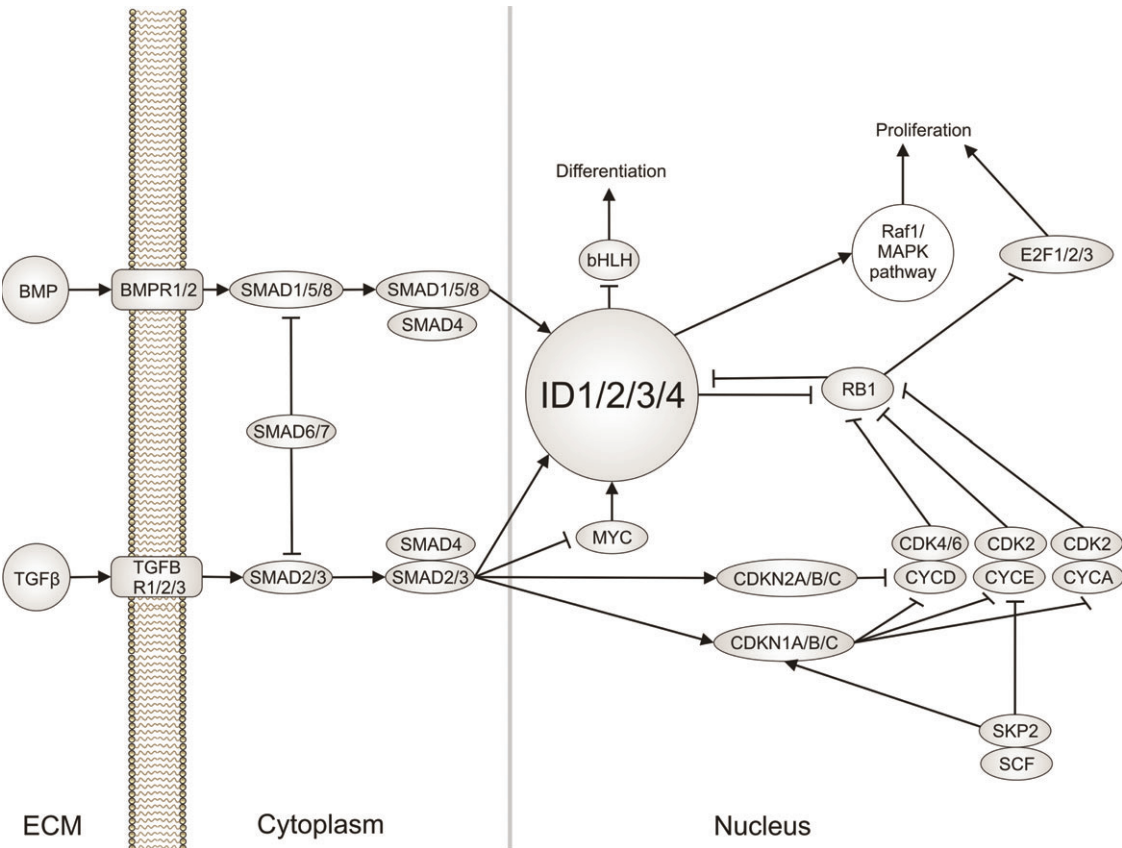 Proliferation
Differentiation
Raf1/
MAPK
pathway
bHLH
E2F1/2/3
BMP
BMPR1/2
SMAD1/5/8
SMAD1/5/8
SMAD4
ID1/2/3/4
RB1
SMAD6/7
MYC
SMAD4
CDK4/6
CDK2
CDK2
TGFβ
TGFB
R1/2/3
SMAD2/3
SMAD2/3
CDKN2A/B/C
CYCD
CYCE
CYCA
CDKN1A/B/C
SKP2
SCF
ECM
Cytoplasm
Nucleus